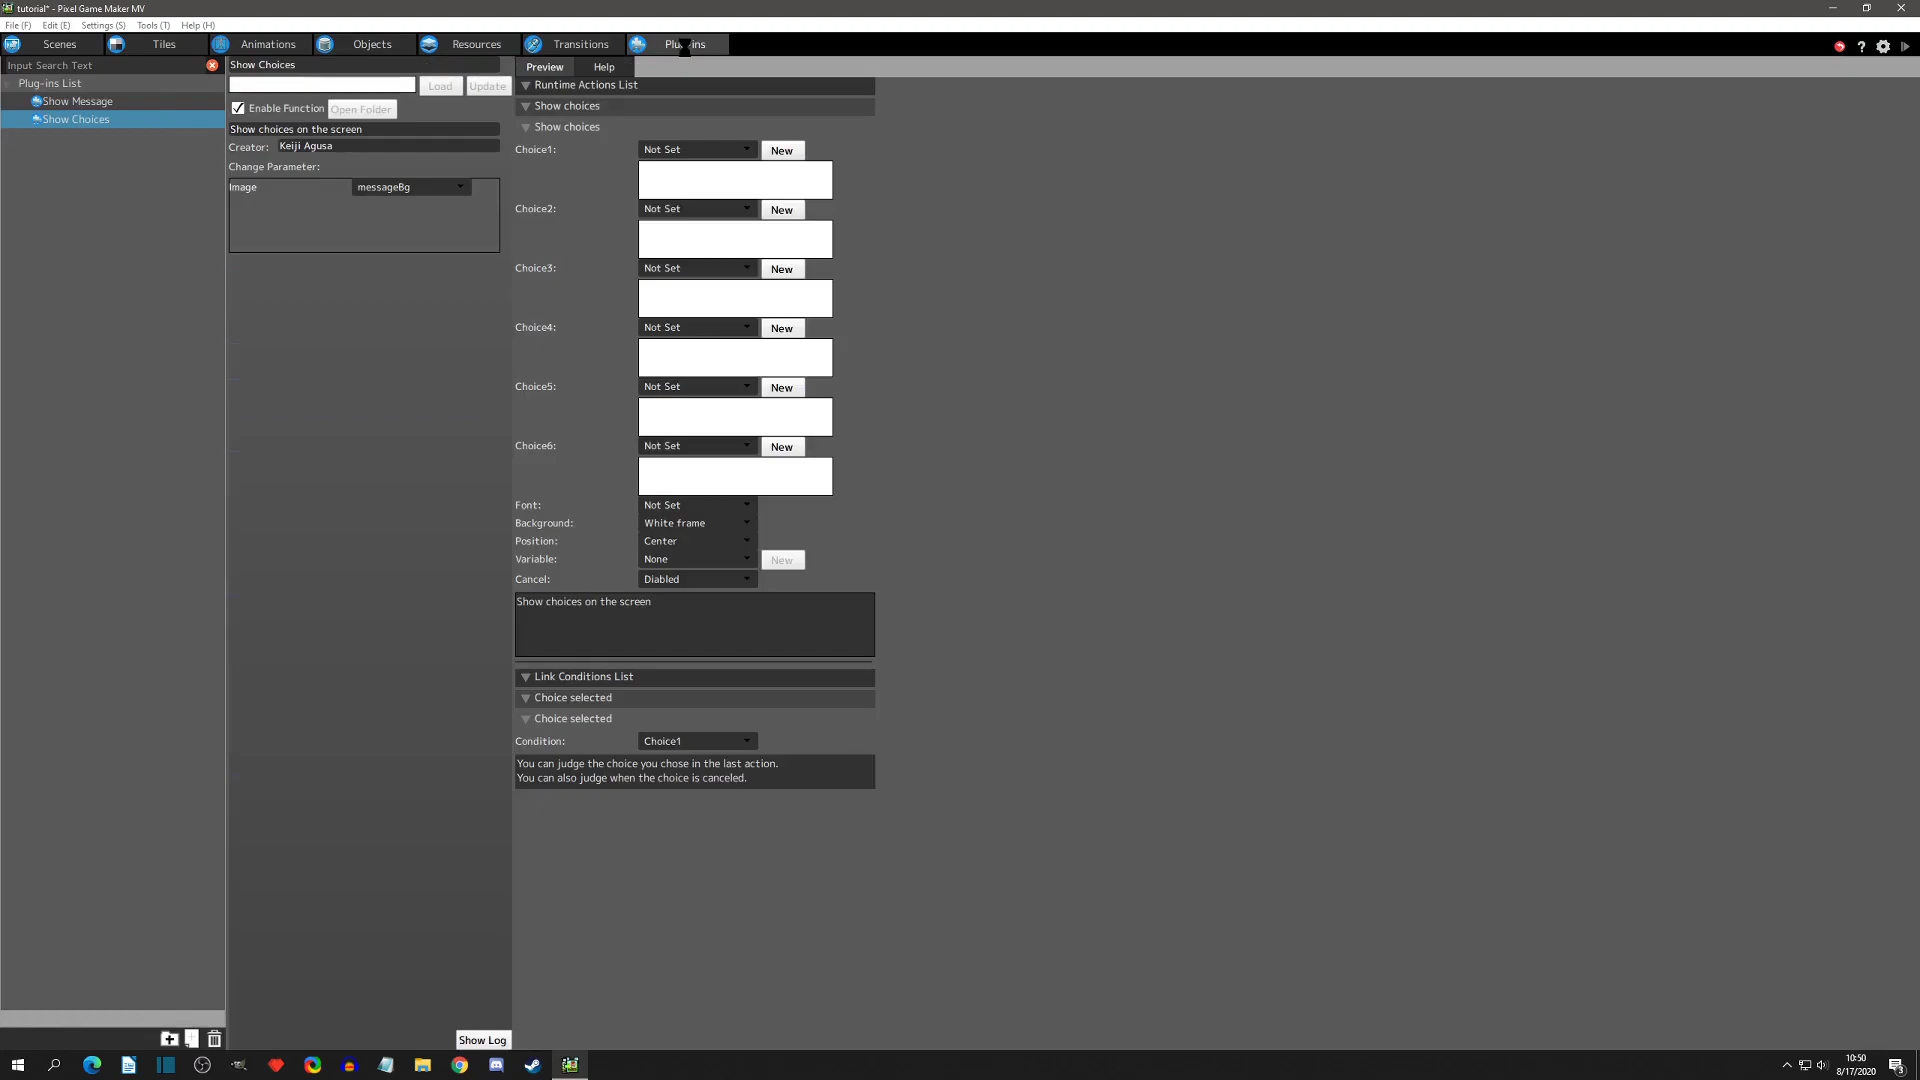 tutorial* - Pixel Game Maker MV
File (F) Edit (E) Settings (S) Tools (T) Help (H)
Scenes Tiles Animations Objects Resources Transitions
Input Search Text
Plug-ins List
Show Message
Show Choices
Show Choices
Load Update
Enable Function Open Folder
Show choices on the screen
Creator: Keiji Agusa
Change Parameter:
Image messageBg
Preview Help
Runtime Actions List
Show choices
Show choices
Choice1: Not Set New
Choice2: Not Set New
Choice3: Not Set New
Choice4: Not Set New
Choice5: Not Set New
Choice6: Not Set New
Font: Not Set
Background: White frame
Position: Center
Variable: None New
Cancel: Disabled
Show choices on the screen
Link Conditions List
Choice selected
Choice selected
Condition: Choice1
You can judge the choice you chose in the last action.
You can also judge when the choice is canceled.
Show Log
10:50
8/17/2020
3